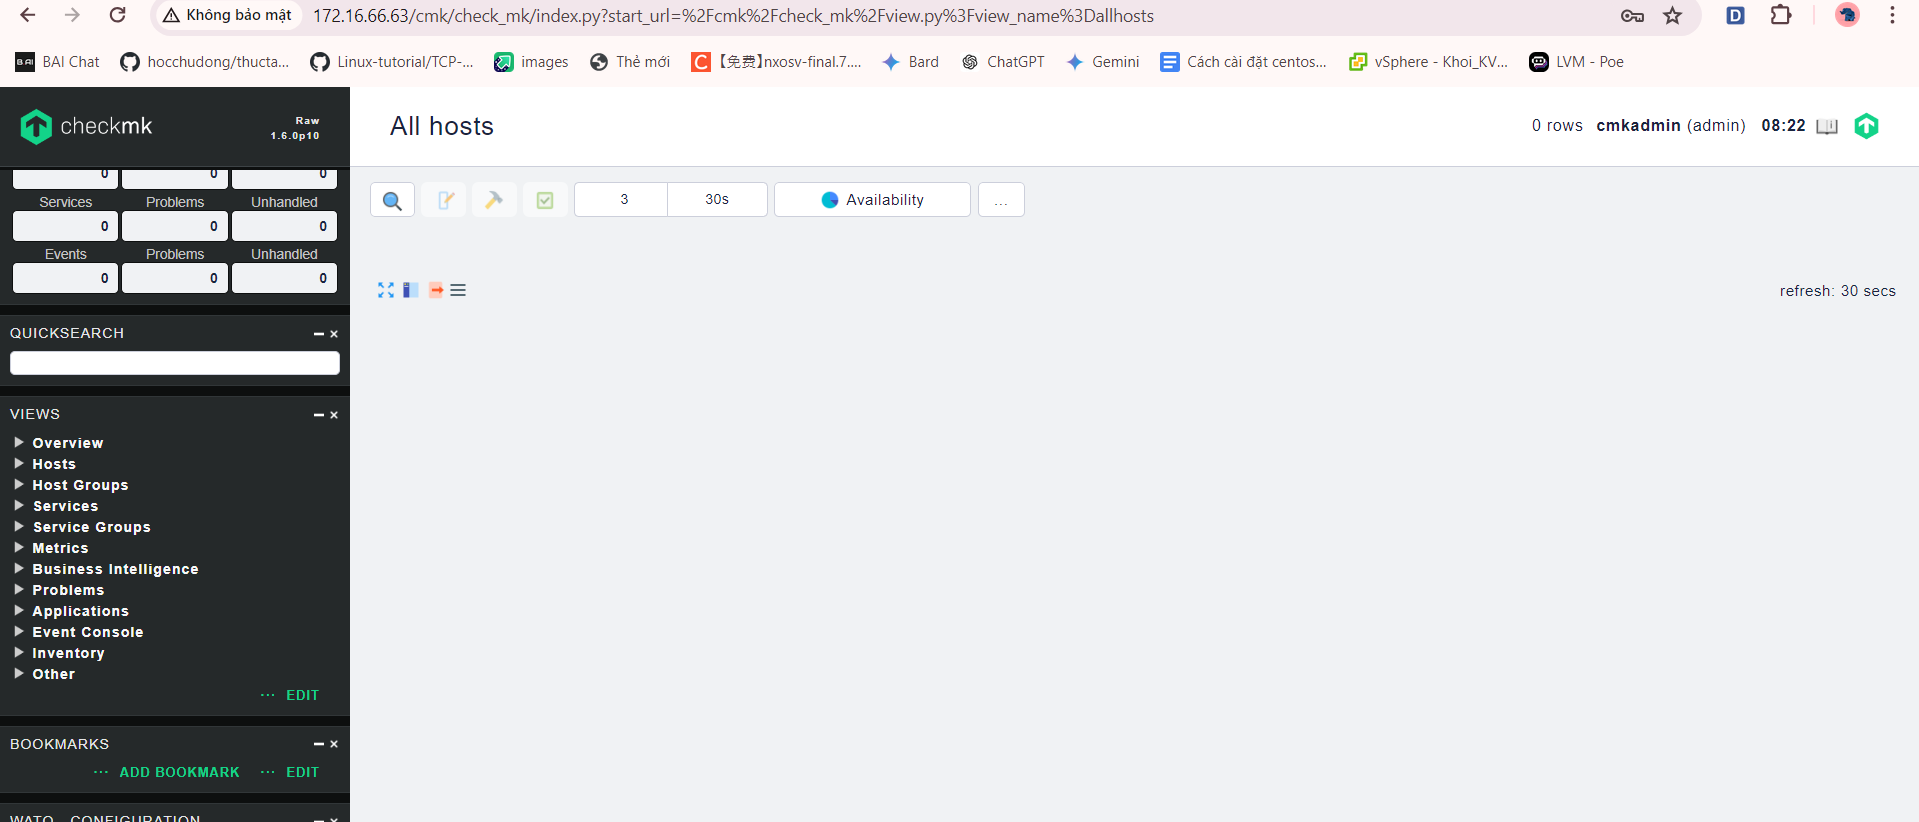 Không bảo mật 172.16.66.63/cmk/check_mk/index.py?start_url=%2Fcmk%2Fcheck_mk%2Fview.py%3Fview_name%3Dallhosts
BAI Chat hocchudong/thucta... Linux-tutorial/TCP-... images Thẻ mới 【免费】nxosv-final.7.... Bard ChatGPT Gemini Cách cài đặt centos... vSphere - Khoi_KV... LVM - Poe
checkmk
Raw
1.6.0p10
0 0 0
Services Problems Unhandled
0 0 0
Events Problems Unhandled
0 0 0
QUICKSEARCH
VIEWS
Overview
Hosts
Host Groups
Services
Service Groups
Metrics
Business Intelligence
Problems
Applications
Event Console
Inventory
Other
... EDIT
BOOKMARKS
... ADD BOOKMARK ... EDIT
WATO · CONFIGURATION
All hosts
0 rows cmkadmin (admin) 08:22
3 30s Availability ...
refresh: 30 secs